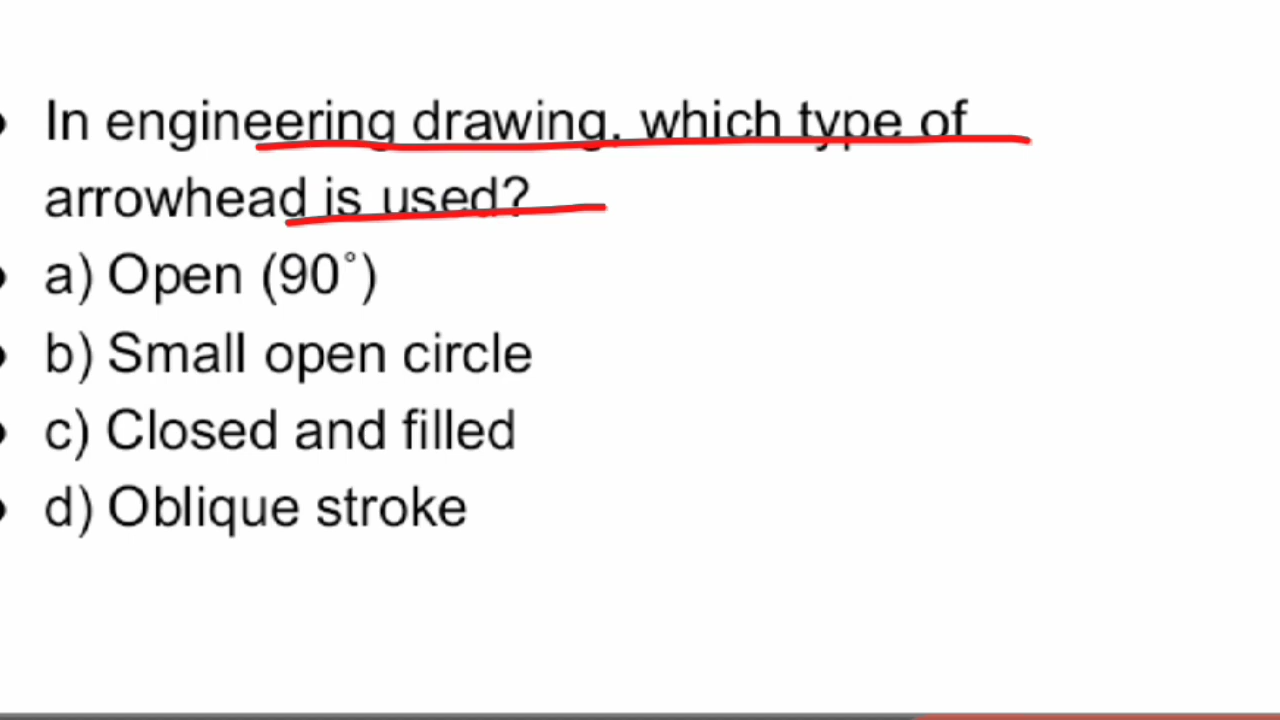 • In engineering drawing, which type of
arrowhead is used?
• a) Open (90˚)
• b) Small open circle
• c) Closed and filled
• d) Oblique stroke